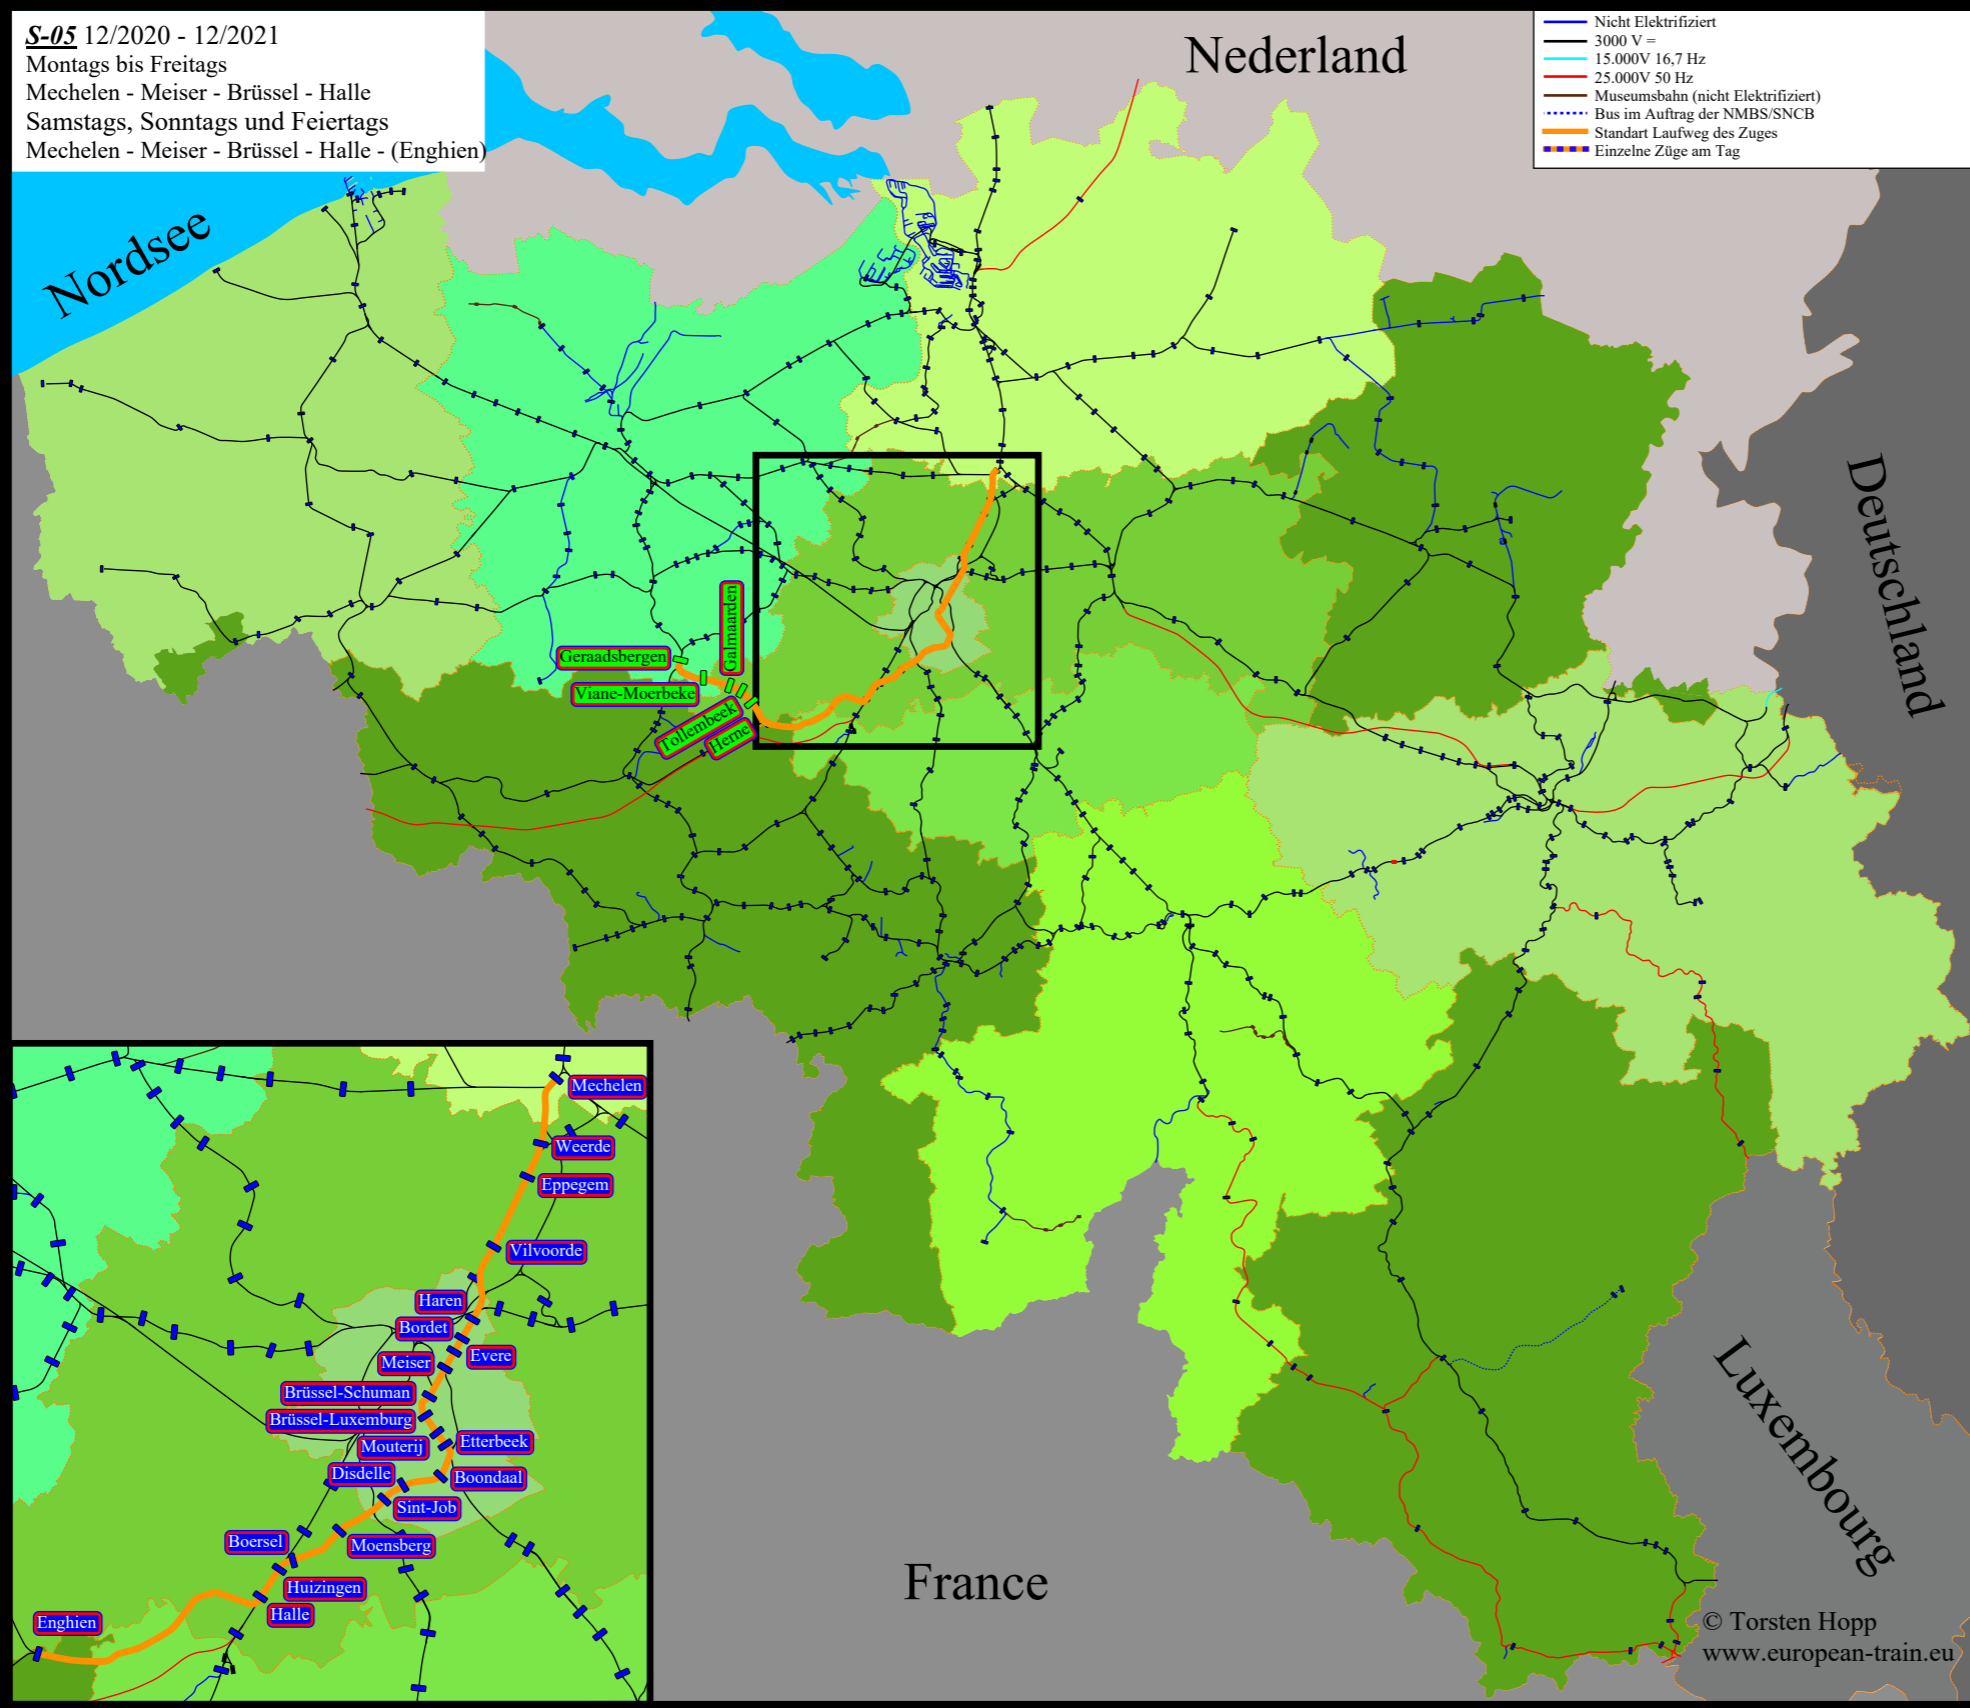 S-05 12/2020 - 12/2021
Montags bis Freitags
Mechelen - Meiser - Brüssel - Halle
Samstags, Sonntags und Feiertags
Mechelen - Meiser - Brüssel - Halle - (Enghien)
Nicht Elektrifiziert
3000 V =
15.000V 16,7 Hz
25.000V 50 Hz
Museumsbahn (nicht Elektrifiziert)
Bus im Auftrag der NMBS/SNCB
Standart Laufweg des Zuges
Einzelne Züge am Tag
Nederland
Nordsee
Deutschland
Galmaarden
Geraadsbergen
Viane-Moerbeke
Tollembeek
Herne
Mechelen
Weerde
Eppegem
Vilvoorde
Haren
Bordet
Evere
Meiser
Brüssel-Schuman
Brüssel-Luxemburg
Etterbeek
Mouterij
Disdelle
Boondaal
Sint-Job
Boersel
Moensberg
Huizingen
Halle
Enghien
France
Luxembourg
© Torsten Hopp
www.european-train.eu